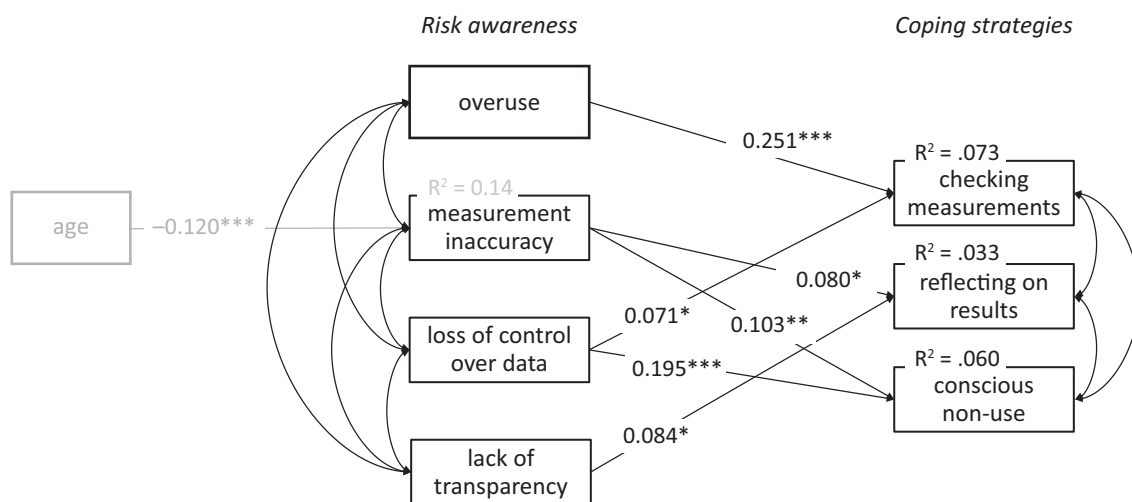 Risk awareness
Coping strategies
overuse
0.251***
R² = .073
checking
measurements
R² = 0.14
measurement
inaccuracy
age
−0.120***
R² = .033
reflecting on
results
0.080*
0.071*
0.103**
loss of control
over data
0.195***
R² = .060
conscious
non-use
0.084*
lack of
transparency